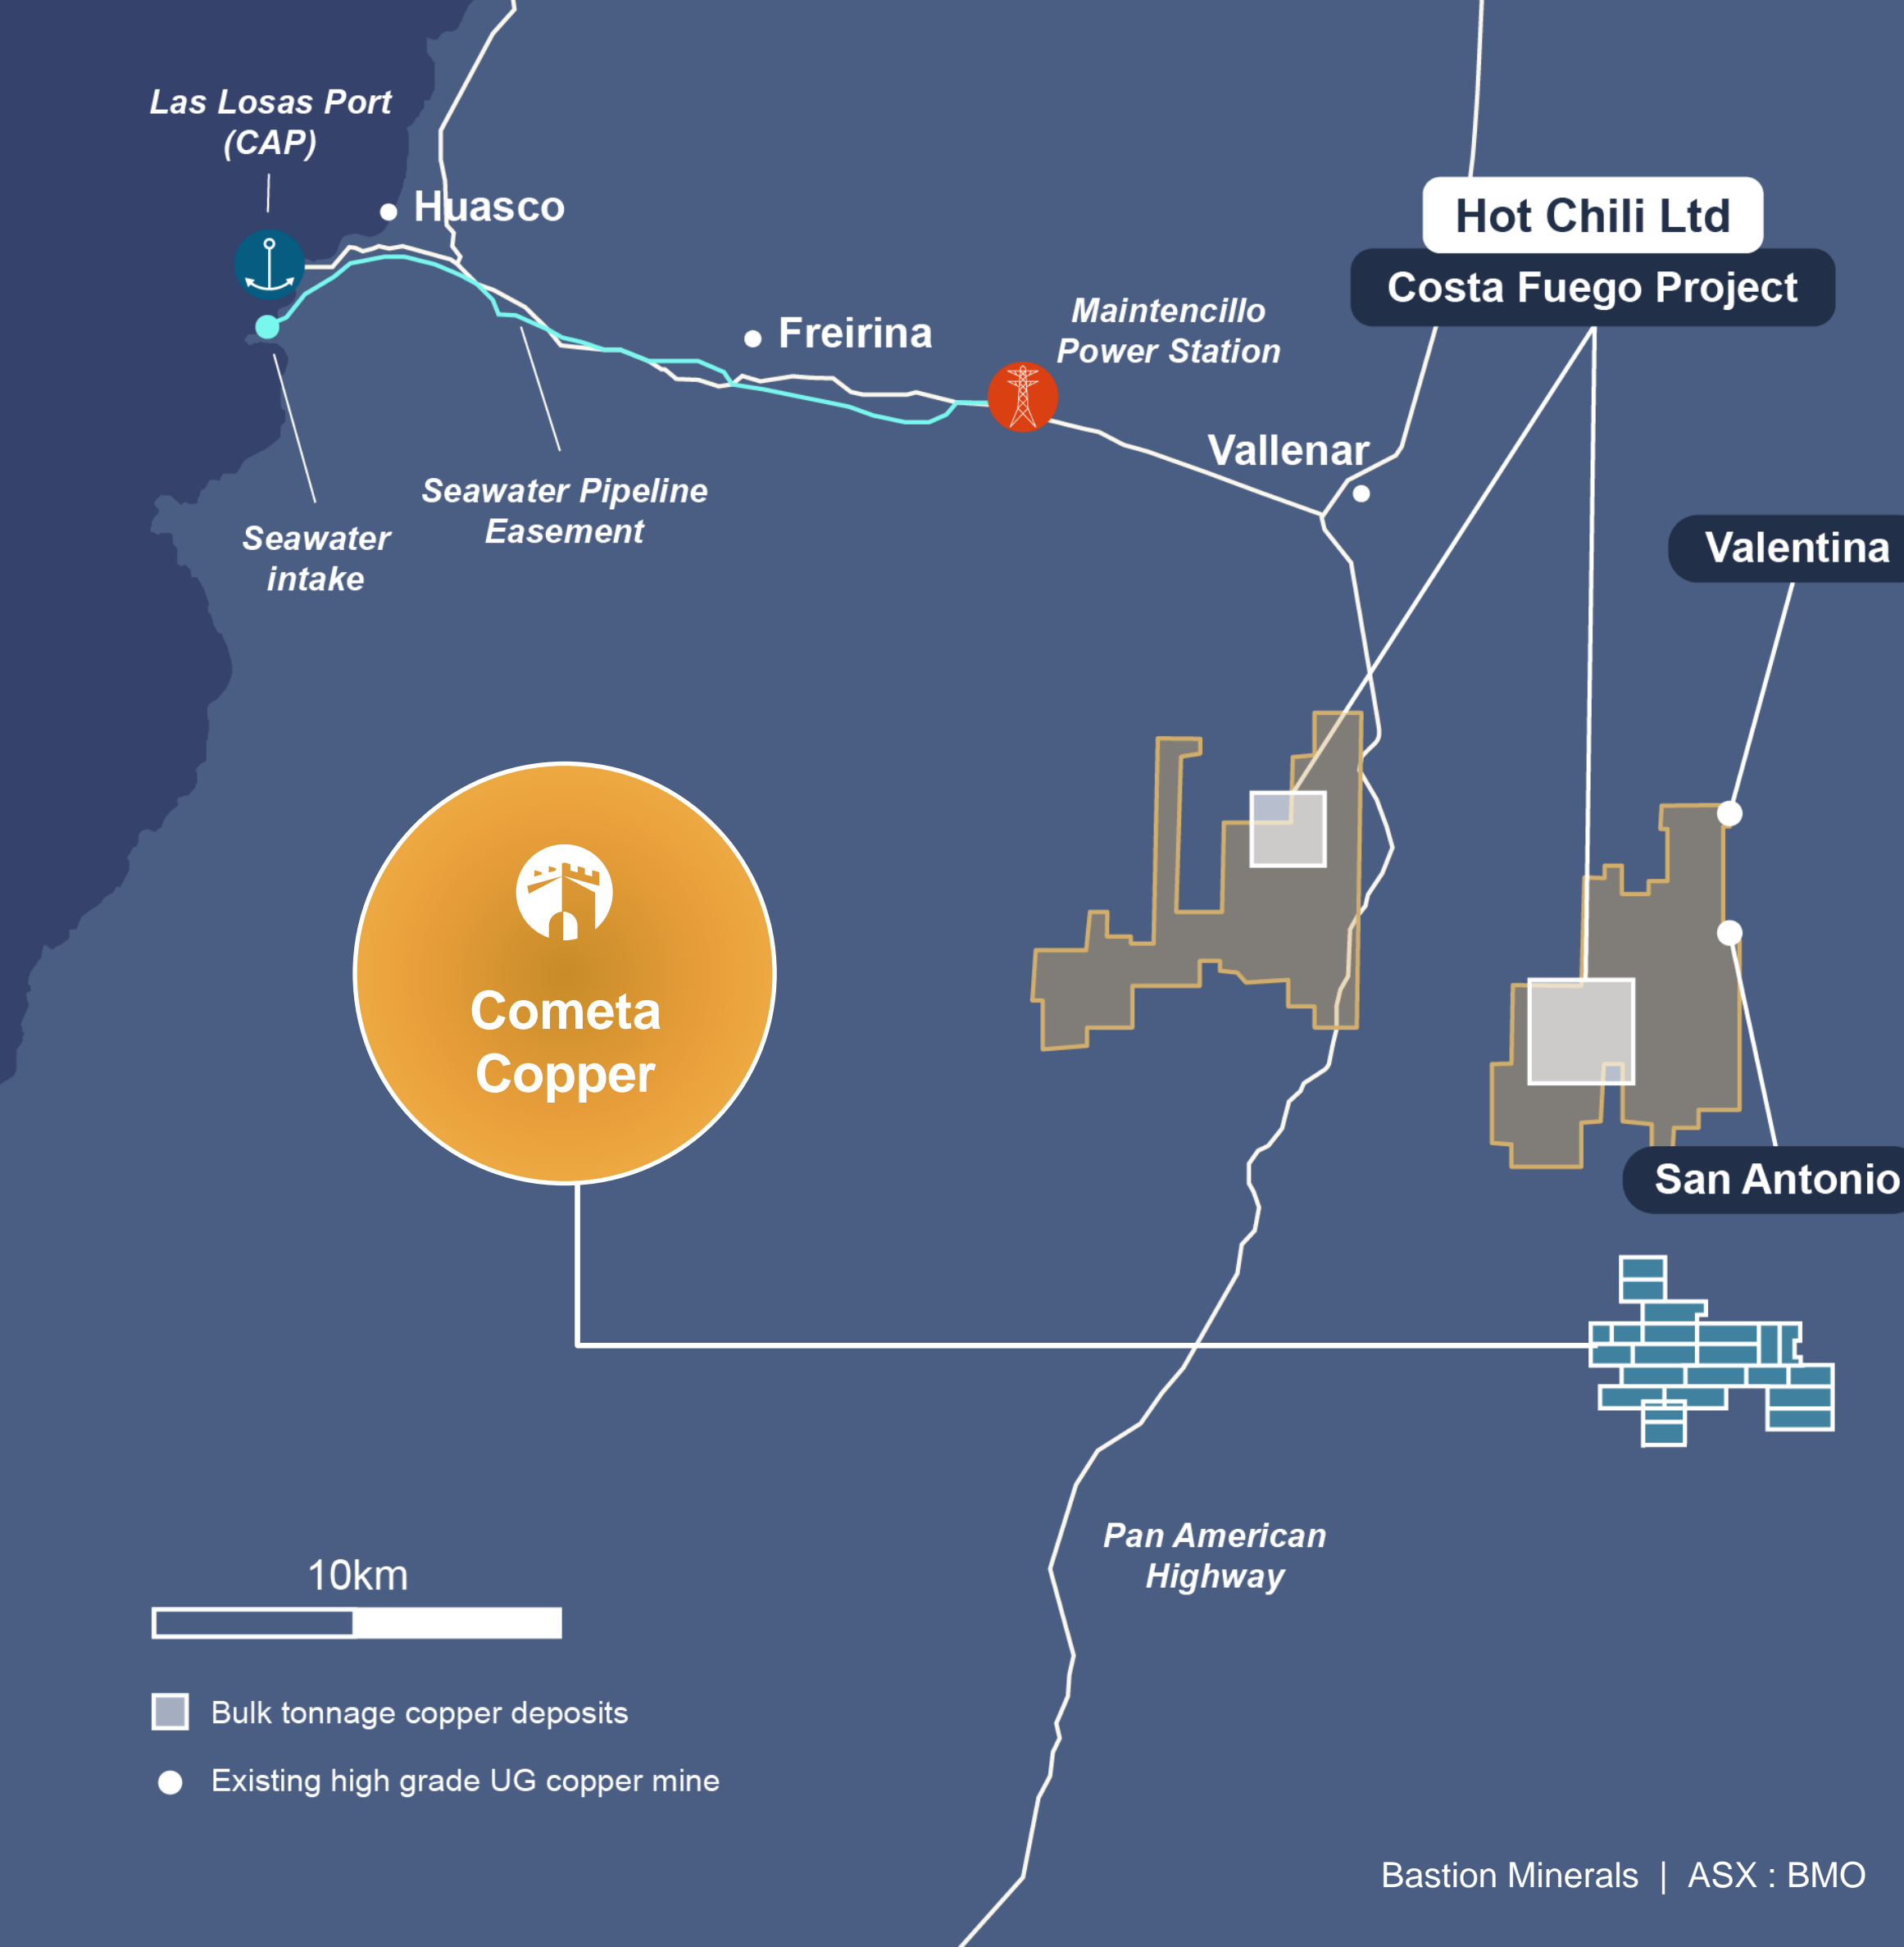 Las Losas Port
(CAP)
Huasco
Hot Chili Ltd
Costa Fuego Project
Maintencillo
Power Station
Freirina
Vallenar
Seawater Pipeline
Easement
Seawater
intake
Valentina
Cometa
Copper
San Antonio
Pan American
Highway
10km
Bulk tonnage copper deposits
Existing high grade UG copper mine
Bastion Minerals | ASX : BMO